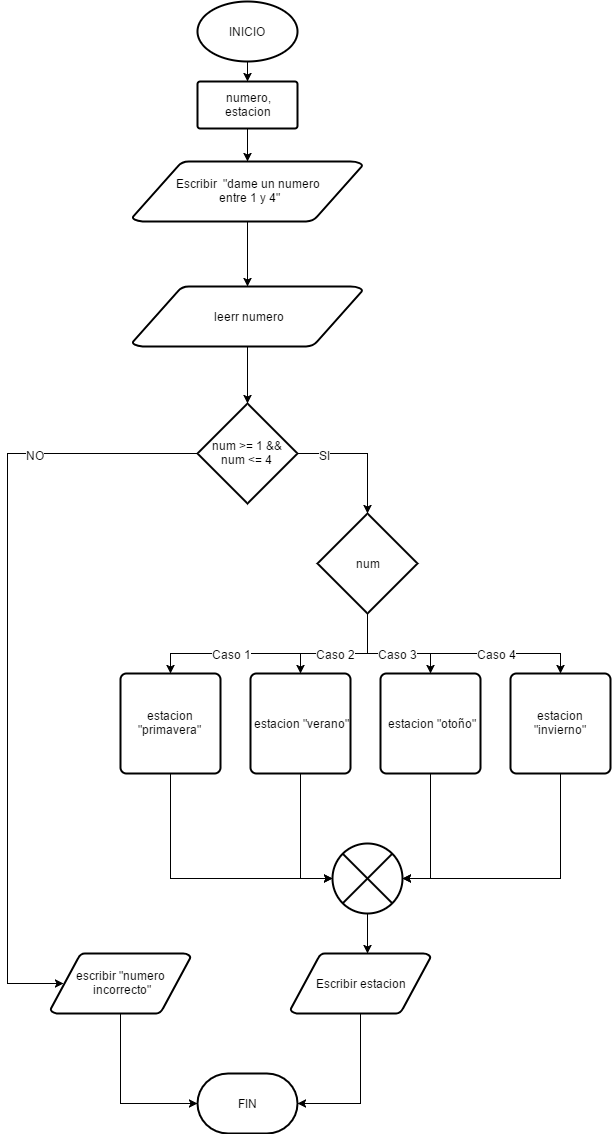 INICIO
numero,
estacion
Escribir "dame un numero
entre 1 y 4"
leerr numero
num >= 1 &&
num <= 4
NO
SI
num
Caso 1
Caso 2
Caso 3
Caso 4
estacion
"primavera"
estacion "verano"
estacion "otoño"
estacion
"invierno"
escribir "numero
incorrecto"
Escribir estacion
FIN